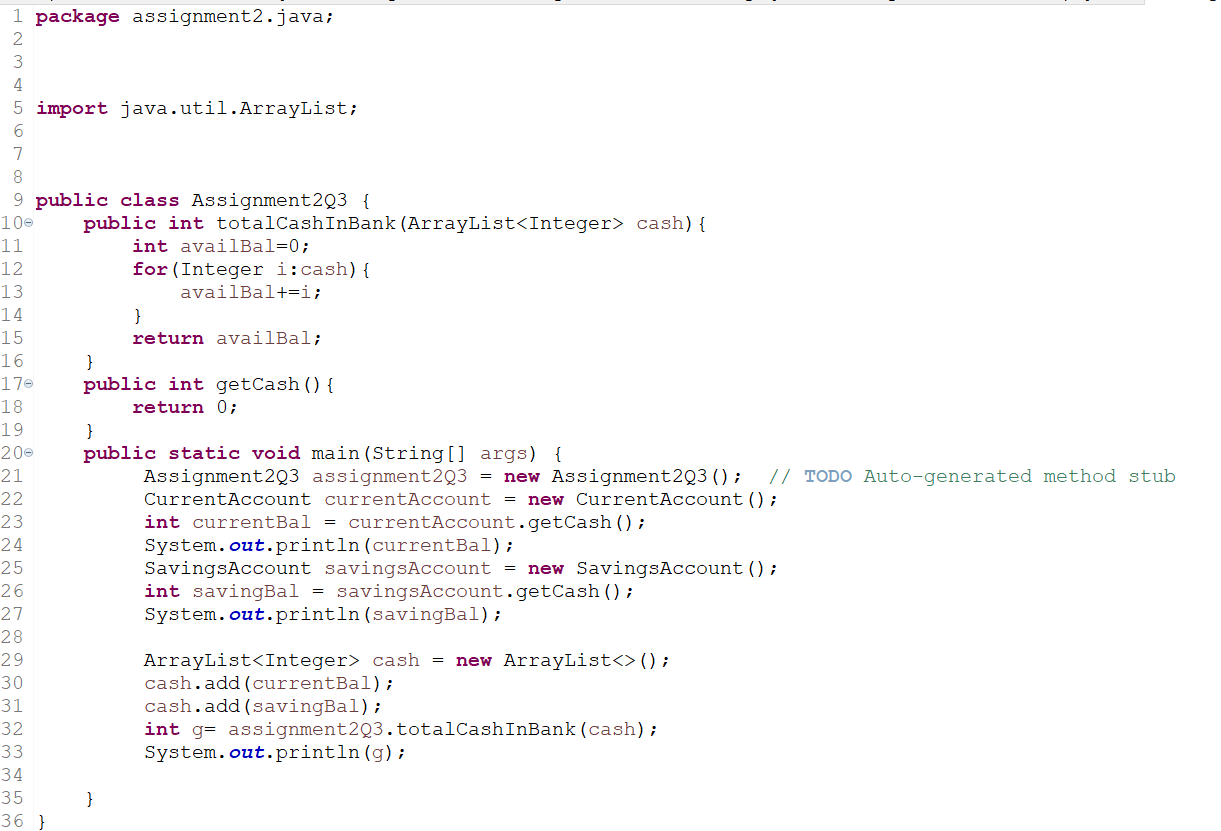 1 package assignment2.java;
2
3
4
5 import java.util.ArrayList;
6
7
8
9 public class Assignment2Q3 {
10 public int totalCashInBank(ArrayList<Integer> cash){
11 int availBal=0;
12 for(Integer i:cash){
13 availBal+=i;
14 }
15 return availBal;
16 }
17 public int getCash(){
18 return 0;
19 }
20 public static void main(String[] args) {
21 Assignment2Q3 assignment2Q3 = new Assignment2Q3(); // TODO Auto-generated method stub
22 CurrentAccount currentAccount = new CurrentAccount();
23 int currentBal = currentAccount.getCash();
24 System.out.println(currentBal);
25 SavingsAccount savingsAccount = new SavingsAccount();
26 int savingBal = savingsAccount.getCash();
27 System.out.println(savingBal);
28
29 ArrayList<Integer> cash = new ArrayList<>();
30 cash.add(currentBal);
31 cash.add(savingBal);
32 int g= assignment2Q3.totalCashInBank(cash);
33 System.out.println(g);
34
35 }
36 }